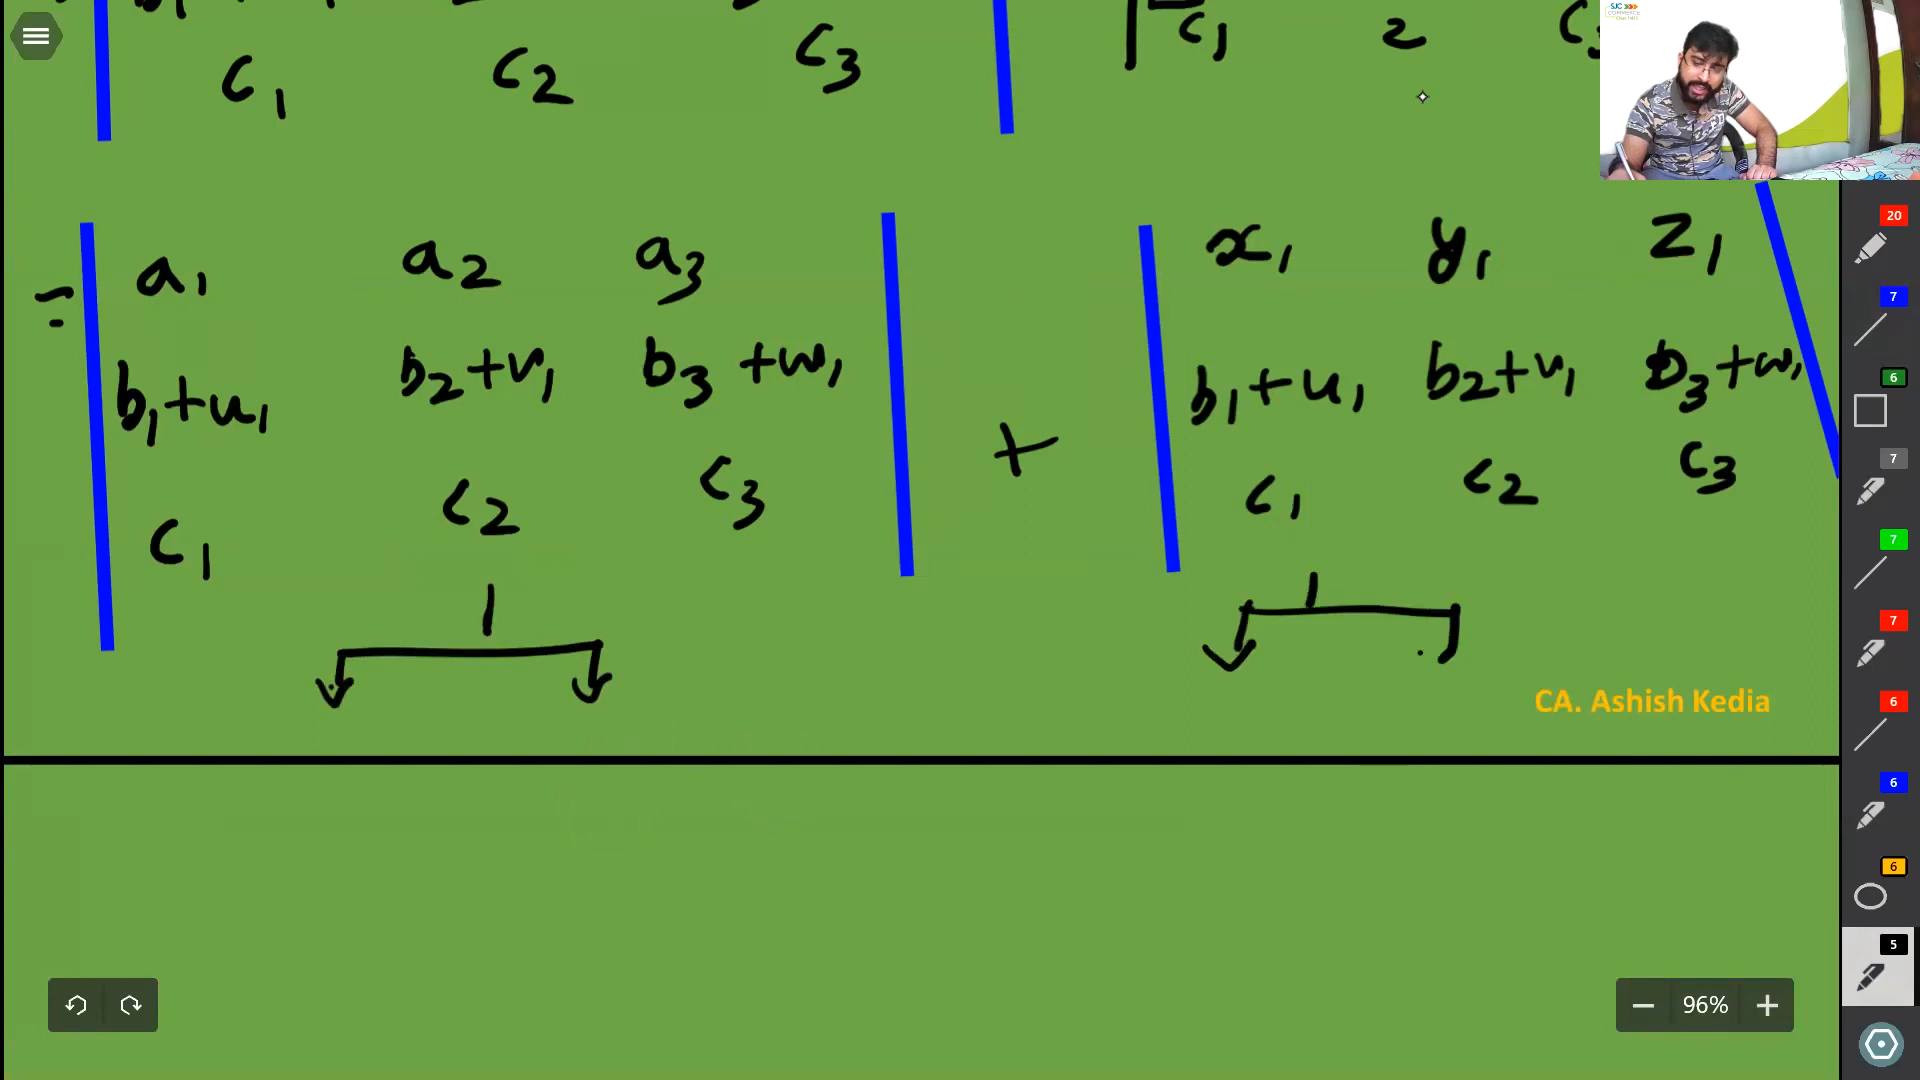 c1 c2 c3 c1 2
SJC
COMMERCE
= a1 a2 a3 x1 y1 z1
b1+u1 b2+v1 b3+w1 + b1+u1 b2+v1 b3+w1
c1 c2 c3 c1 c2 c3
CA. Ashish Kedia
20
7
6
7
7
7
6
6
6
5
96%